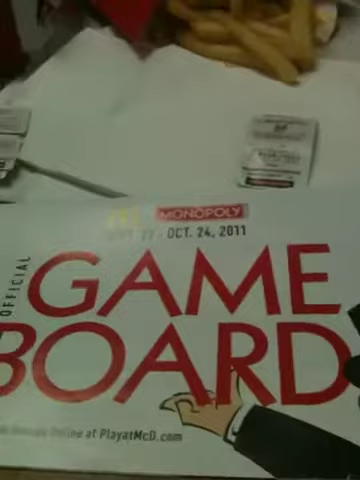 MONOPOLY
- OCT. 24, 2011
OFFICIAL
GAME
BOARD
Online at PlayatMcD.com